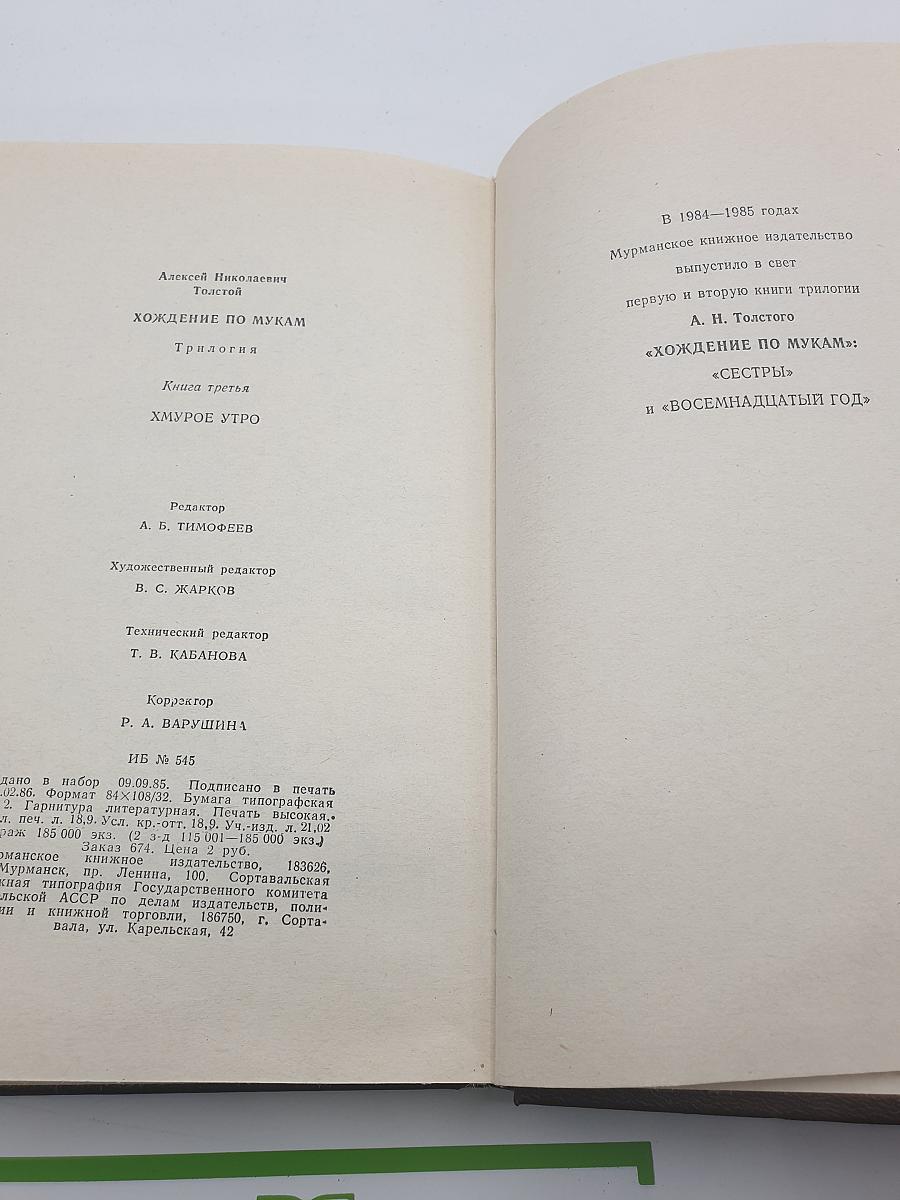 Алексей Николаевич
Толстой
ХОЖДЕНИЕ ПО МУКАМ
Трилогия
Книга третья
ХМУРОЕ УТРО
Редактор
А. Б. ТИМОФЕЕВ
Художественный редактор
В. С. ЖАРКОВ
Технический редактор
Т. В. КАБАНОВА
Корректор
Р. А. ВАРУШИНА
ИБ № 545
дано в набор 09.09.85. Подписано в печать
.02.86. Формат 84×108/32. Бумага типографская
2. Гарнитура литературная. Печать высокая.
л. печ. л. 18,9. Усл. кр.-отт. 18,9. Уч.-изд. л. 21,02
раж 185 000 экз. (2 з-д 115 001—185 000 экз.)
Заказ 674. Цена 2 руб.
рманское книжное издательство, 183626,
Мурманск, пр. Ленина, 100. Сортавальская
жная типография Государственного комитета
льской АССР по делам издательств, поли-
ии и книжной торговли, 186750, г. Сорта-
вала, ул. Карельская, 42
В 1984—1985 годах
Мурманское книжное издательство
выпустило в свет
первую и вторую книги трилогии
А. Н. Толстого
«ХОЖДЕНИЕ ПО МУКАМ»:
«СЕСТРЫ»
и «ВОСЕМНАДЦАТЫЙ ГОД»